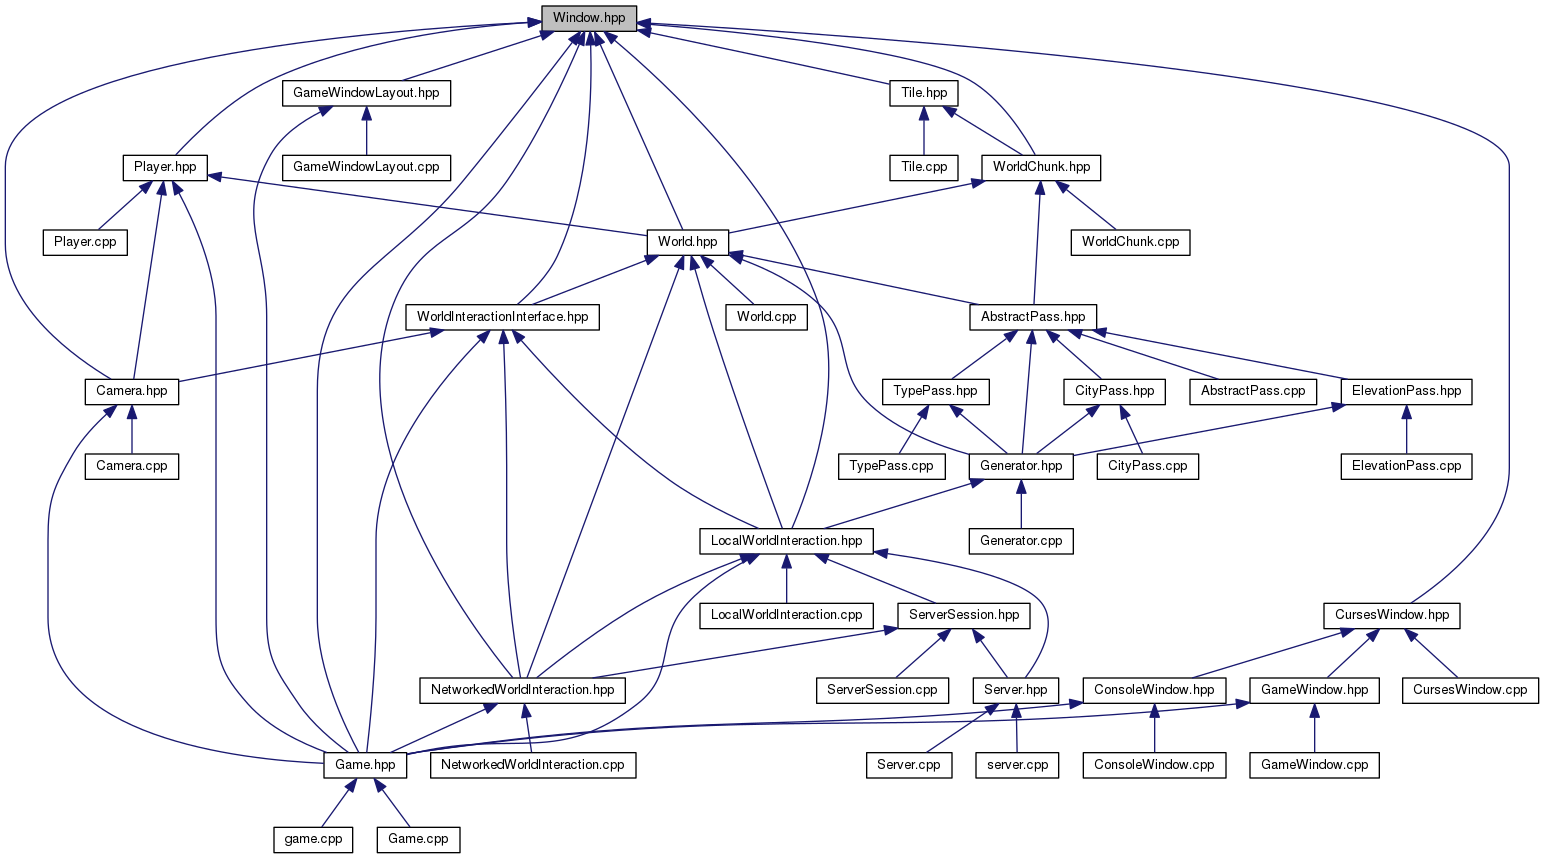 Window.hpp
GameWindowLayout.hpp
Tile.hpp
Player.hpp
GameWindowLayout.cpp
Tile.cpp
WorldChunk.hpp
Player.cpp
World.hpp
WorldChunk.cpp
WorldInteractionInterface.hpp
World.cpp
AbstractPass.hpp
Camera.hpp
TypePass.hpp
CityPass.hpp
AbstractPass.cpp
ElevationPass.hpp
Camera.cpp
TypePass.cpp
Generator.hpp
CityPass.cpp
ElevationPass.cpp
LocalWorldInteraction.hpp
Generator.cpp
LocalWorldInteraction.cpp
ServerSession.hpp
CursesWindow.hpp
NetworkedWorldInteraction.hpp
ServerSession.cpp
Server.hpp
ConsoleWindow.hpp
GameWindow.hpp
CursesWindow.cpp
Game.hpp
NetworkedWorldInteraction.cpp
Server.cpp
server.cpp
ConsoleWindow.cpp
GameWindow.cpp
game.cpp
Game.cpp